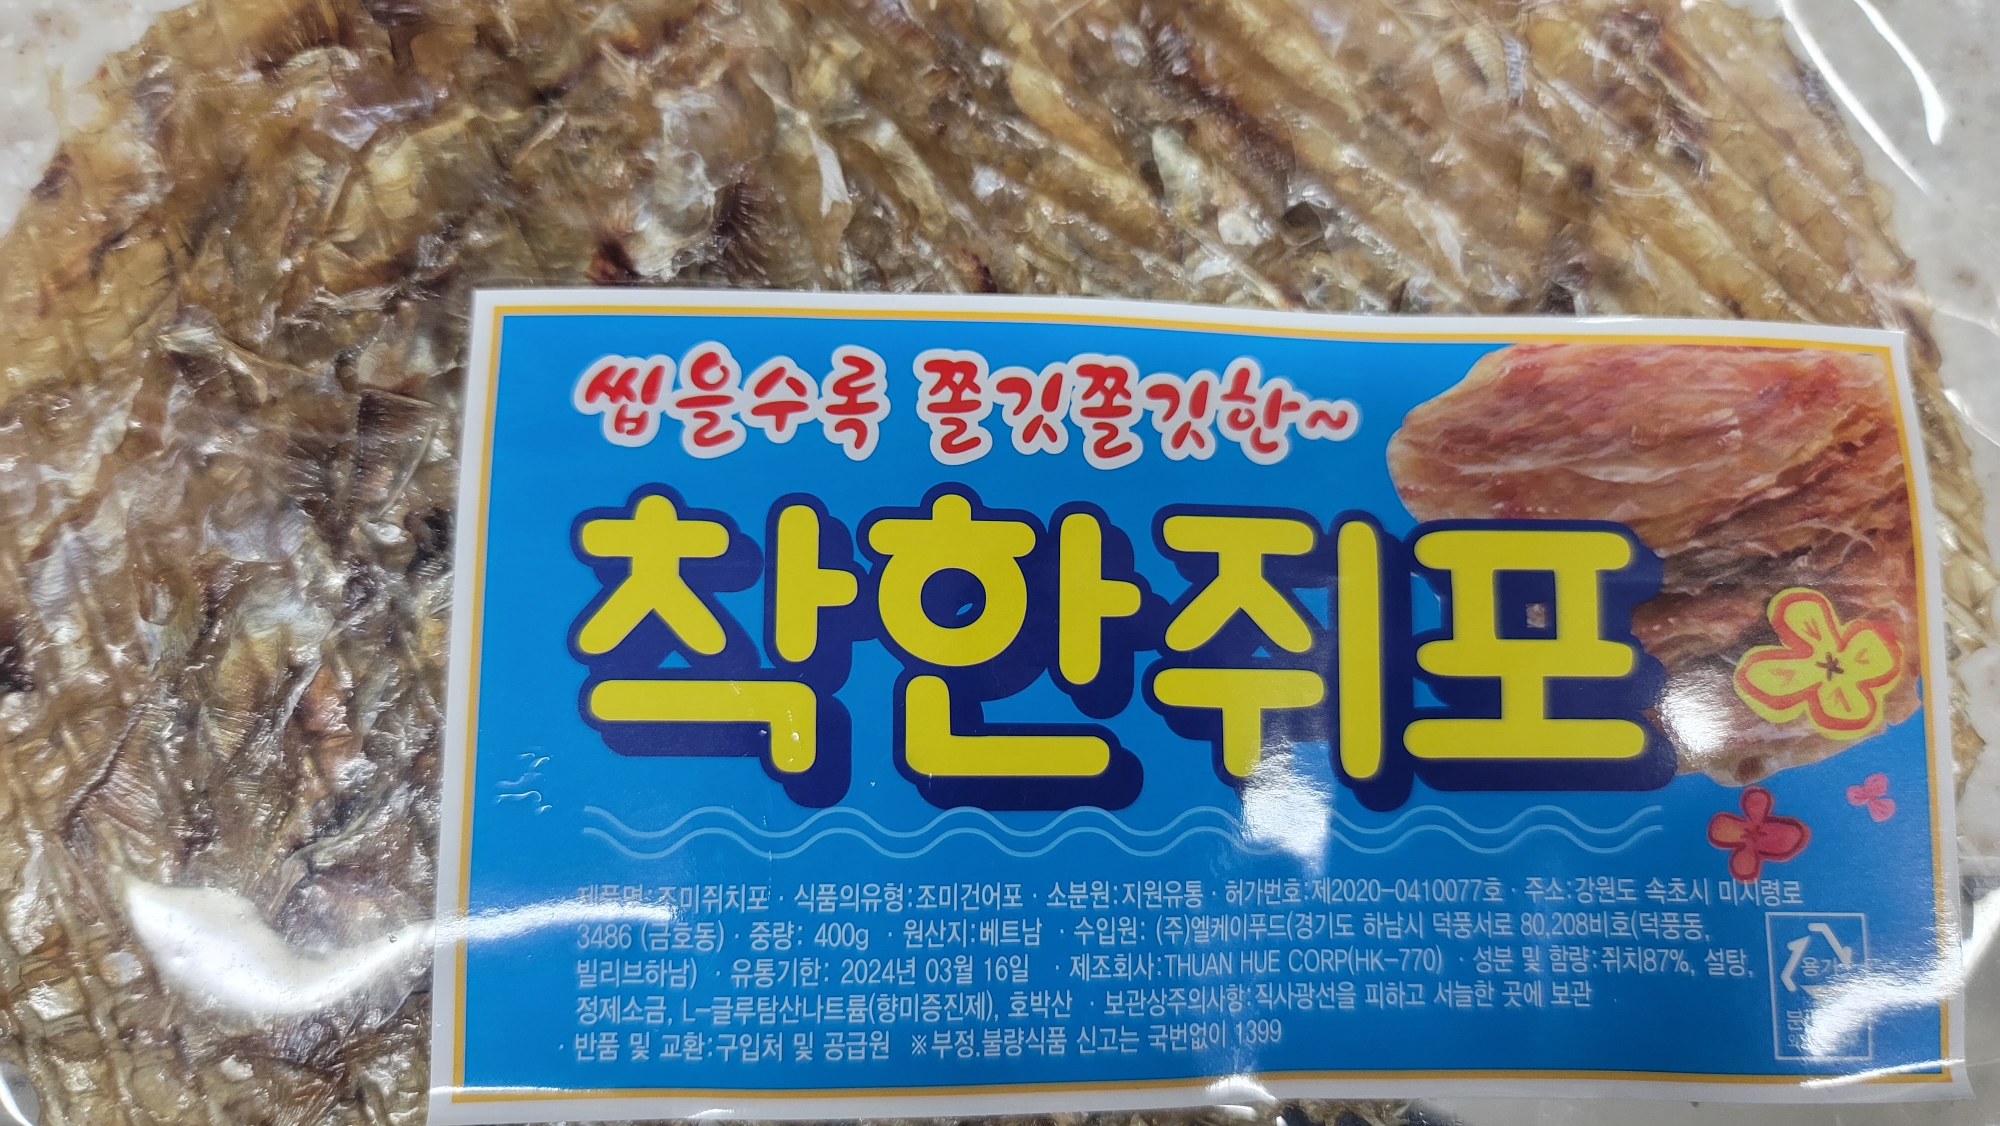 씹을수록 쫄깃쫄깃한~
착한쥐포
제품명:조미쥐치포 · 식품의유형:조미건어포 · 소분원:지원유통 · 허가번호:제2020-0410077호 · 주소:강원도 속초시 미시령로
3486 (금호동) · 중량: 400g · 원산지:베트남 · 수입원: (주)엘케이푸드(경기도 하남시 덕풍서로 80,208비호(덕풍동,
빌리브하남) · 유통기한: 2024년 03월 16일 · 제조회사:THUAN HUE CORP(HK-770) · 성분 및 함량:쥐치87%, 설탕,
정제소금, L-글루탐산나트륨(향미증진제), 호박산 · 보관상주의사항:직사광선을 피하고 서늘한 곳에 보관
· 반품 및 교환:구입처 및 공급원 ※부정.불량식품 신고는 국번없이 1399
용기